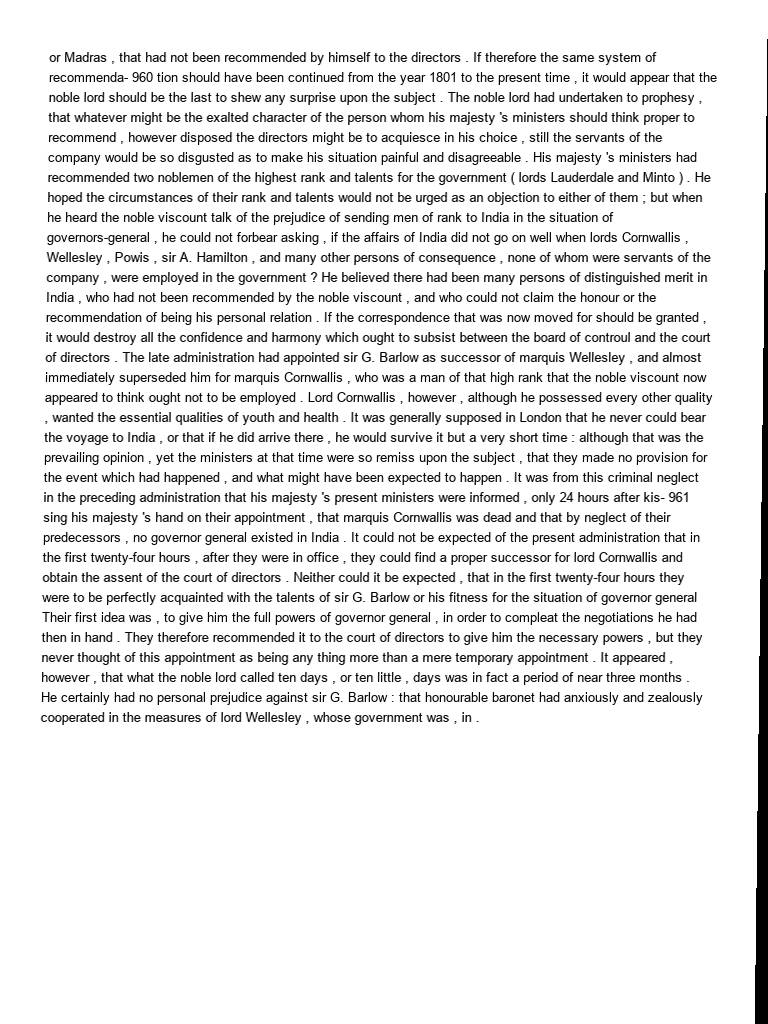 or Madras , that had not been recommended by himself to the directors . If therefore the same system of
recommenda- 960 tion should have been continued from the year 1801 to the present time , it would appear that the
noble lord should be the last to shew any surprise upon the subject . The noble lord had undertaken to prophesy ,
that whatever might be the exalted character of the person whom his majesty 's ministers should think proper to
recommend , however disposed the directors might be to acquiesce in his choice , still the servants of the
company would be so disgusted as to make his situation painful and disagreeable . His majesty 's ministers had
recommended two noblemen of the highest rank and talents for the government ( lords Lauderdale and Minto ) . He
hoped the circumstances of their rank and talents would not be urged as an objection to either of them ; but when
he heard the noble viscount talk of the prejudice of sending men of rank to India in the situation of
governors-general , he could not forbear asking , if the affairs of India did not go on well when lords Cornwallis ,
Wellesley , Powis , sir A. Hamilton , and many other persons of consequence , none of whom were servants of the
company , were employed in the government ? He believed there had been many persons of distinguished merit in
India , who had not been recommended by the noble viscount , and who could not claim the honour or the
recommendation of being his personal relation . If the correspondence that was now moved for should be granted ,
it would destroy all the confidence and harmony which ought to subsist between the board of controul and the court
of directors . The late administration had appointed sir G. Barlow as successor of marquis Wellesley , and almost
immediately superseded him for marquis Cornwallis , who was a man of that high rank that the noble viscount now
appeared to think ought not to be employed . Lord Cornwallis , however , although he possessed every other quality
, wanted the essential qualities of youth and health . It was generally supposed in London that he never could bear
the voyage to India , or that if he did arrive there , he would survive it but a very short time : although that was the
prevailing opinion , yet the ministers at that time were so remiss upon the subject , that they made no provision for
the event which had happened , and what might have been expected to happen . It was from this criminal neglect
in the preceding administration that his majesty 's present ministers were informed , only 24 hours after kis- 961
sing his majesty 's hand on their appointment , that marquis Cornwallis was dead and that by neglect of their
predecessors , no governor general existed in India . It could not be expected of the present administration that in
the first twenty-four hours , after they were in office , they could find a proper successor for lord Cornwallis and
obtain the assent of the court of directors . Neither could it be expected , that in the first twenty-four hours they
were to be perfectly acquainted with the talents of sir G. Barlow or his fitness for the situation of governor general
Their first idea was , to give him the full powers of governor general , in order to compleat the negotiations he had
then in hand . They therefore recommended it to the court of directors to give him the necessary powers , but they
never thought of this appointment as being any thing more than a mere temporary appointment . It appeared ,
however , that what the noble lord called ten days , or ten little , days was in fact a period of near three months .
He certainly had no personal prejudice against sir G. Barlow : that honourable baronet had anxiously and zealously
cooperated in the measures of lord Wellesley , whose government was , in .